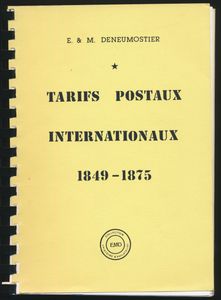 E. & M. DENEUMOSTIER
★
TARIFS POSTAUX
INTERNATIONAUX
1849-1875
EMD